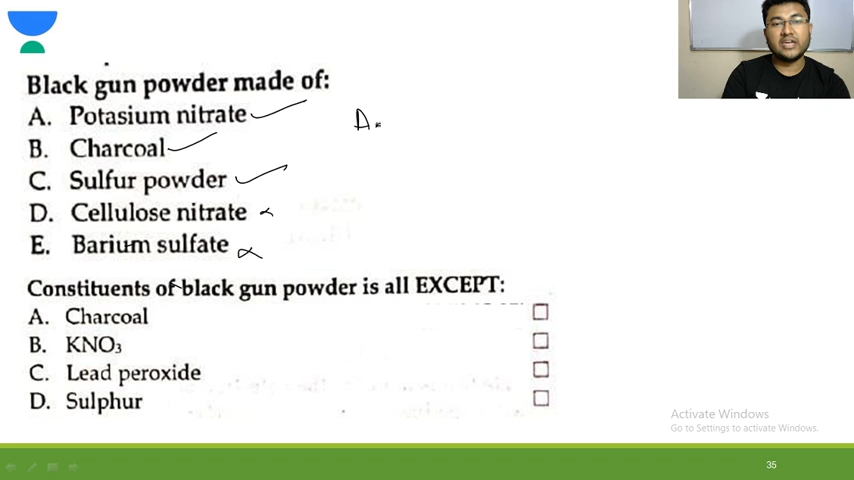 Black gun powder made of:
A. Potasium nitrate
B. Charcoal
C. Sulfur powder
D. Cellulose nitrate
E. Barium sulfate
Constituents of black gun powder is all EXCEPT:
A. Charcoal
B. KNO₃
C. Lead peroxide
D. Sulphur
Activate Windows
Go to Settings to activate Windows.
35